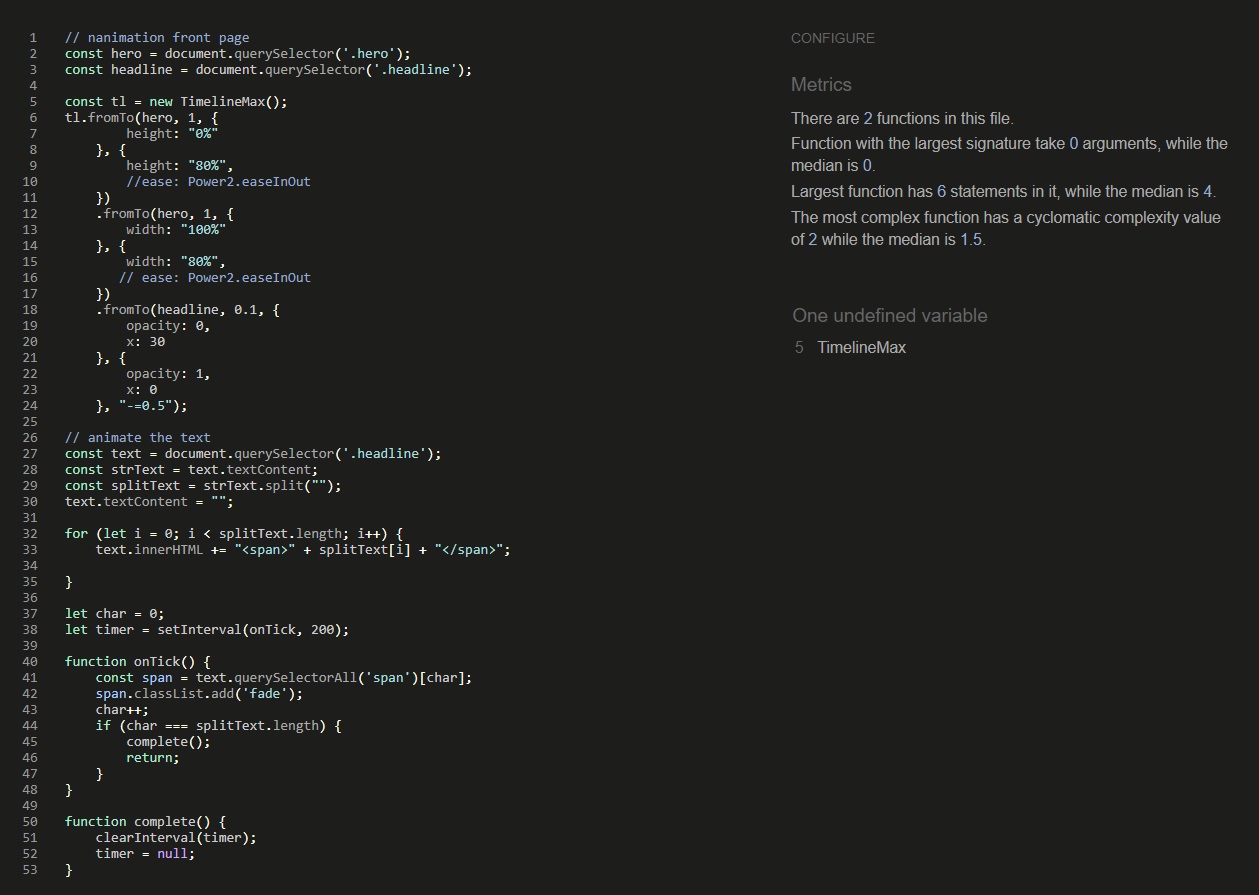 1 // nanimation front page
2 const hero = document.querySelector('.hero');
3 const headline = document.querySelector('.headline');
4
5 const tl = new TimelineMax();
6 tl.fromTo(hero, 1, {
7         height: "0%"
8     }, {
9         height: "80%",
10         //ease: Power2.easeInOut
11     })
12     .fromTo(hero, 1, {
13         width: "100%"
14     }, {
15         width: "80%",
16        // ease: Power2.easeInOut
17     })
18     .fromTo(headline, 0.1, {
19         opacity: 0,
20         x: 30
21     }, {
22         opacity: 1,
23         x: 0
24     }, "-=0.5");
25
26 // animate the text
27 const text = document.querySelector('.headline');
28 const strText = text.textContent;
29 const splitText = strText.split("");
30 text.textContent = "";
31
32 for (let i = 0; i < splitText.length; i++) {
33     text.innerHTML += "<span>" + splitText[i] + "</span>";
34
35 }
36
37 let char = 0;
38 let timer = setInterval(onTick, 200);
39
40 function onTick() {
41     const span = text.querySelectorAll('span')[char];
42     span.classList.add('fade');
43     char++;
44     if (char === splitText.length) {
45         complete();
46         return;
47     }
48 }
49
50 function complete() {
51     clearInterval(timer);
52     timer = null;
53 }
CONFIGURE
Metrics
There are 2 functions in this file.
Function with the largest signature take 0 arguments, while the
median is 0.
Largest function has 6 statements in it, while the median is 4.
The most complex function has a cyclomatic complexity value
of 2 while the median is 1.5.
One undefined variable
5 TimelineMax